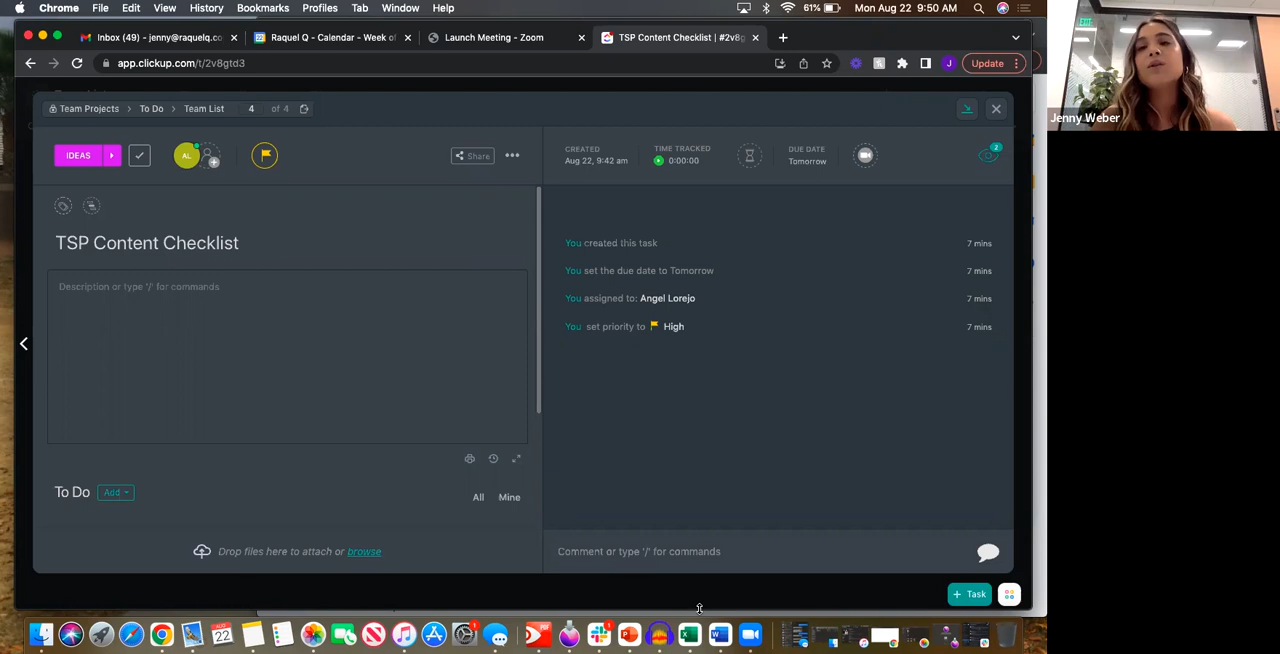 Chrome File Edit View History Bookmarks Profiles Tab Window Help 61% Mon Aug 22 9:50 AM
Inbox (49) - jenny@raquelq.co Raquel Q - Calendar - Week of Launch Meeting - Zoom TSP Content Checklist | #2v8g
app.clickup.com/t/2v8gtd3 J Update
Team Projects > To Do > Team List 4 of 4
IDEAS AL Share
CREATED TIME TRACKED DUE DATE 2
Aug 22, 9:42 am 0:00:00 Tomorrow
TSP Content Checklist
Description or type '/' for commands
You created this task 7 mins
You set the due date to Tomorrow 7 mins
You assigned to: Angel Lorejo 7 mins
You set priority to High 7 mins
To Do Add All Mine
Drop files here to attach or browse
Comment or type '/' for commands
+ Task
EXIT
Jenny Weber
AUG
22
1
1